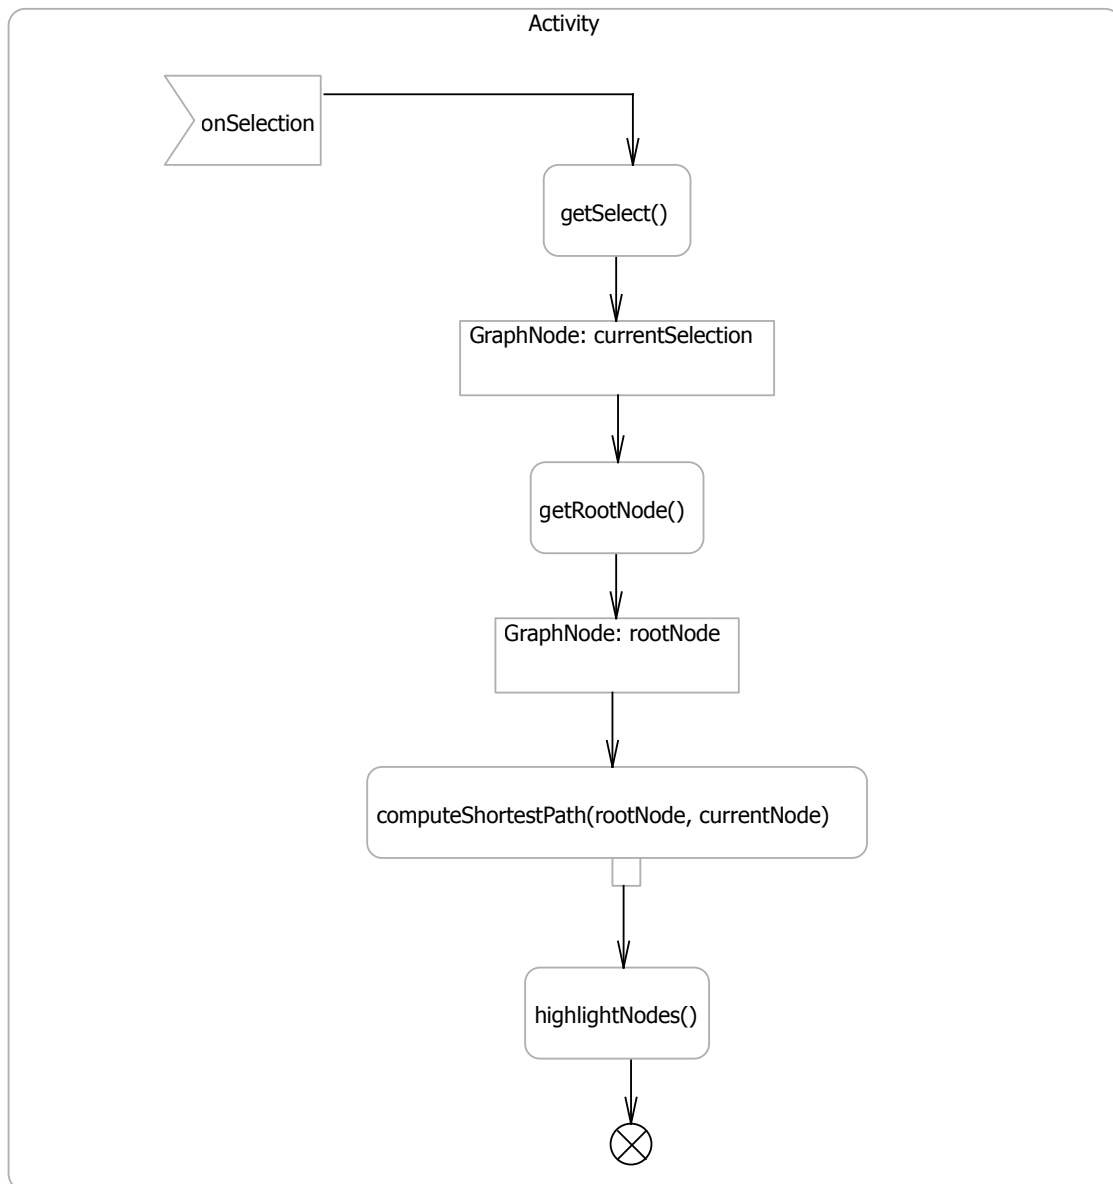 Activity
onSelection
getSelect()
GraphNode: currentSelection
getRootNode()
GraphNode: rootNode
computeShortestPath(rootNode, currentNode)
highlightNodes()